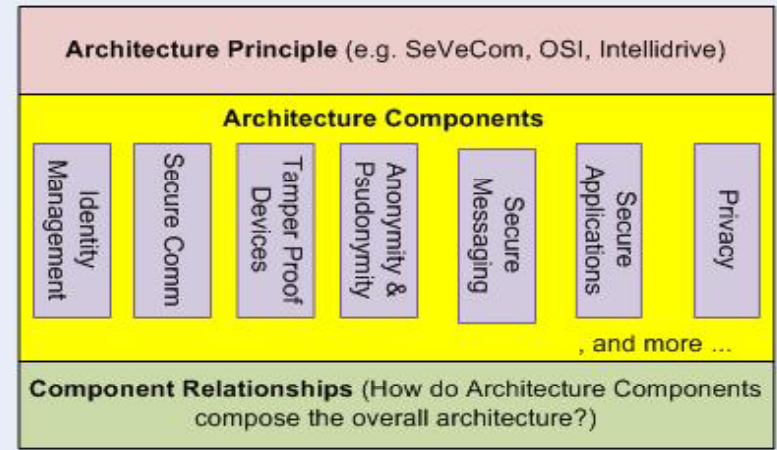 Architecture Principle (e.g. SeVeCom, OSI, Intellidrive)
Architecture Components
Identity
Management
Secure Comm
Tamper Proof
Devices
Anonymity &
Psudonymity
Secure
Messaging
Secure
Applications
Privacy
, and more ...
Component Relationships (How do Architecture Components
compose the overall architecture?)